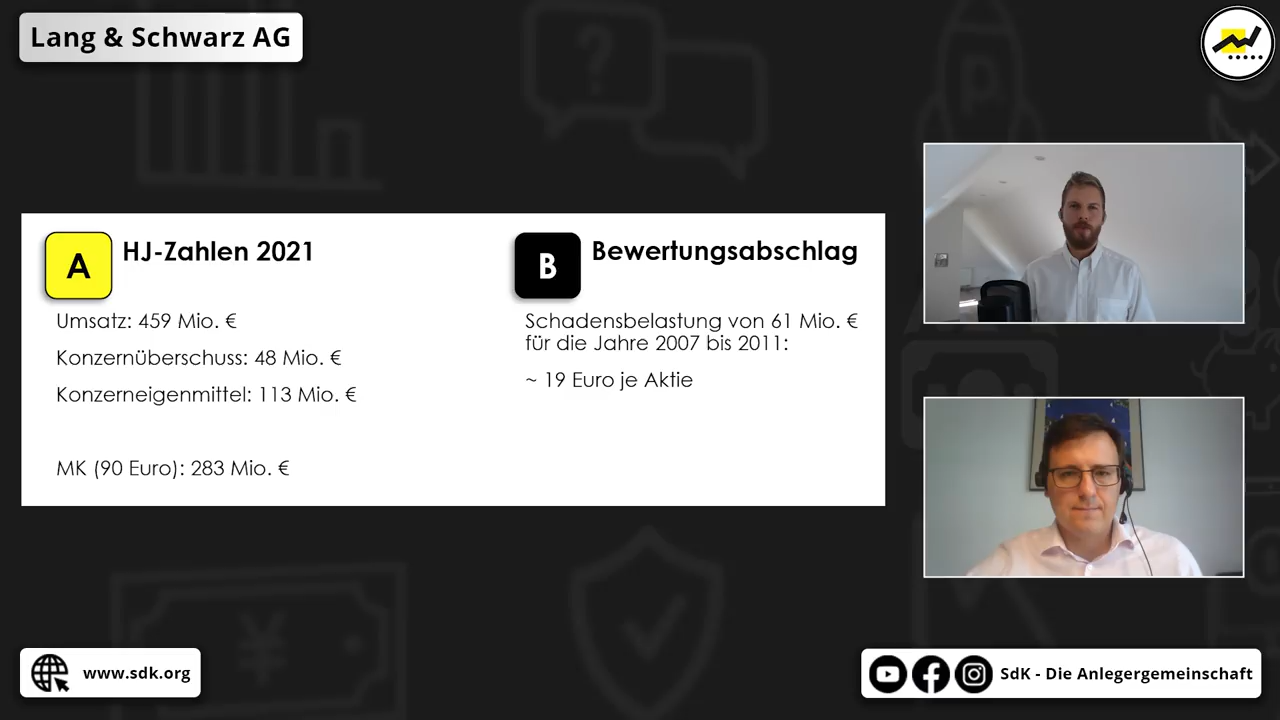 Lang & Schwarz AG
A
HJ-Zahlen 2021
Umsatz: 459 Mio. €
Konzernüberschuss: 48 Mio. €
Konzerneigenmittel: 113 Mio. €
MK (90 Euro): 283 Mio. €
B
Bewertungsabschlag
Schadensbelastung von 61 Mio. €
für die Jahre 2007 bis 2011:
~ 19 Euro je Aktie
www.sdk.org
SdK - Die Anlegergemeinschaft